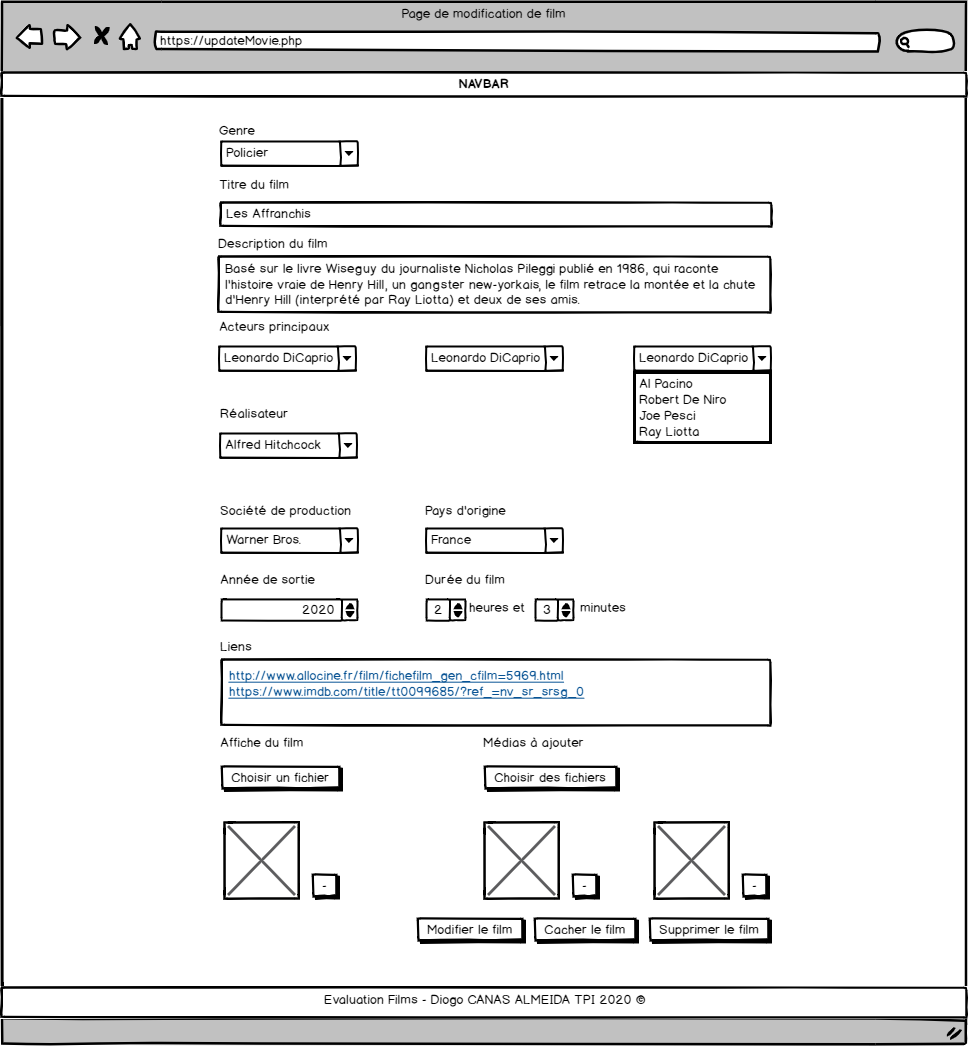 Page de modification de film
https://updateMovie.php
NAVBAR
Genre
Policier
Titre du film
Les Affranchis
Description du film
Basé sur le livre Wiseguy du journaliste Nicholas Pileggi publié en 1986, qui raconte
l'histoire vraie de Henry Hill, un gangster new-yorkais, le film retrace la montée et la chute
d'Henry Hill (interprété par Ray Liotta) et deux de ses amis.
Acteurs principaux
Leonardo DiCaprio Leonardo DiCaprio Leonardo DiCaprio
Al Pacino
Robert De Niro
Joe Pesci
Ray Liotta
Réalisateur
Alfred Hitchcock
Société de production Pays d'origine
Warner Bros. France
Année de sortie Durée du film
2020 2 heures et 3 minutes
Liens
http://www.allocine.fr/film/fichefilm_gen_cfilm=5969.html
https://www.imdb.com/title/tt0099685/?ref_=nv_sr_srsg_0
Affiche du film Médias à ajouter
Choisir un fichier Choisir des fichiers
- - -
Modifier le film Cacher le film Supprimer le film
Evaluation Films - Diogo CANAS ALMEIDA TPI 2020 ©